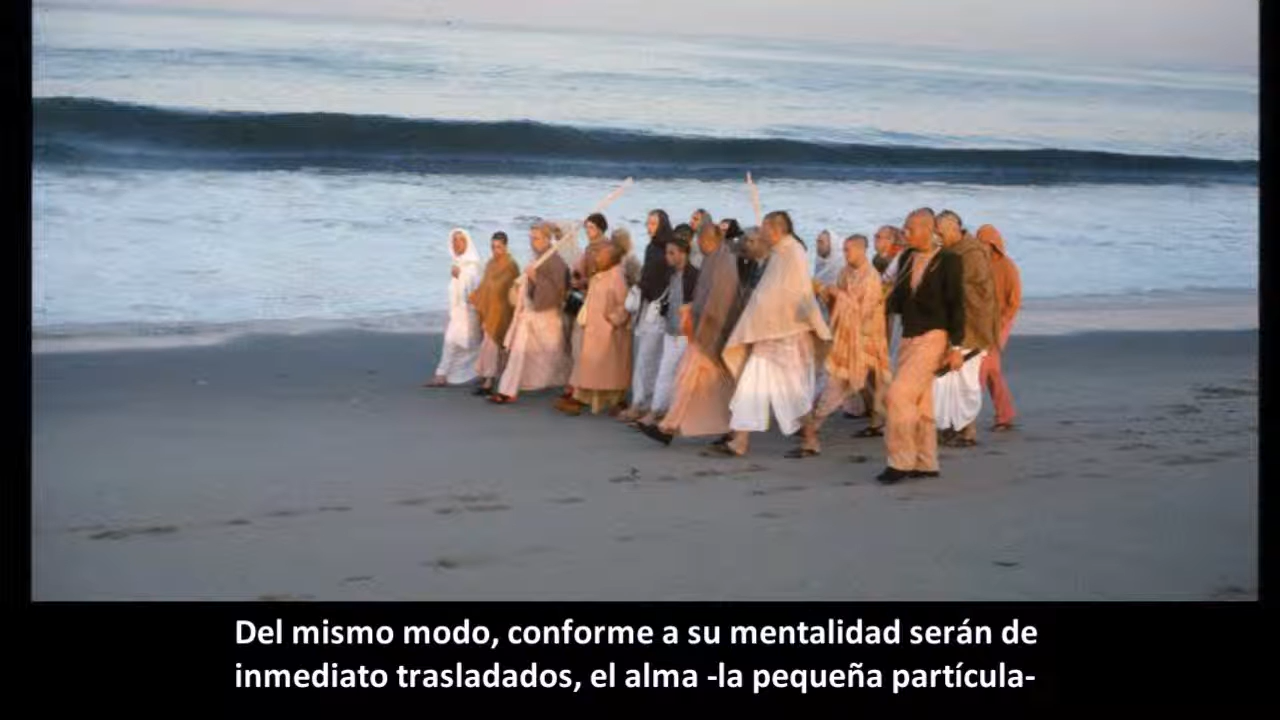 Del mismo modo, conforme a su mentalidad serán de
inmediato trasladados, el alma -la pequeña partícula-